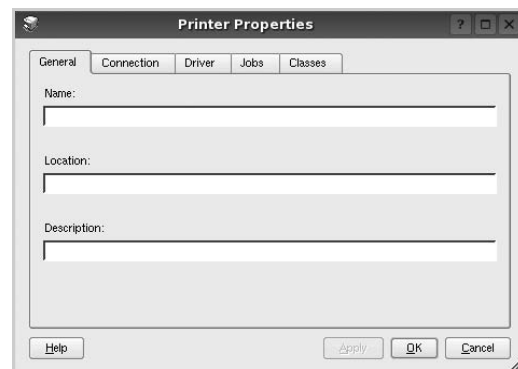 Printer Properties
General Connection Driver Jobs Classes
Name:
Location:
Description:
Help Apply OK Cancel